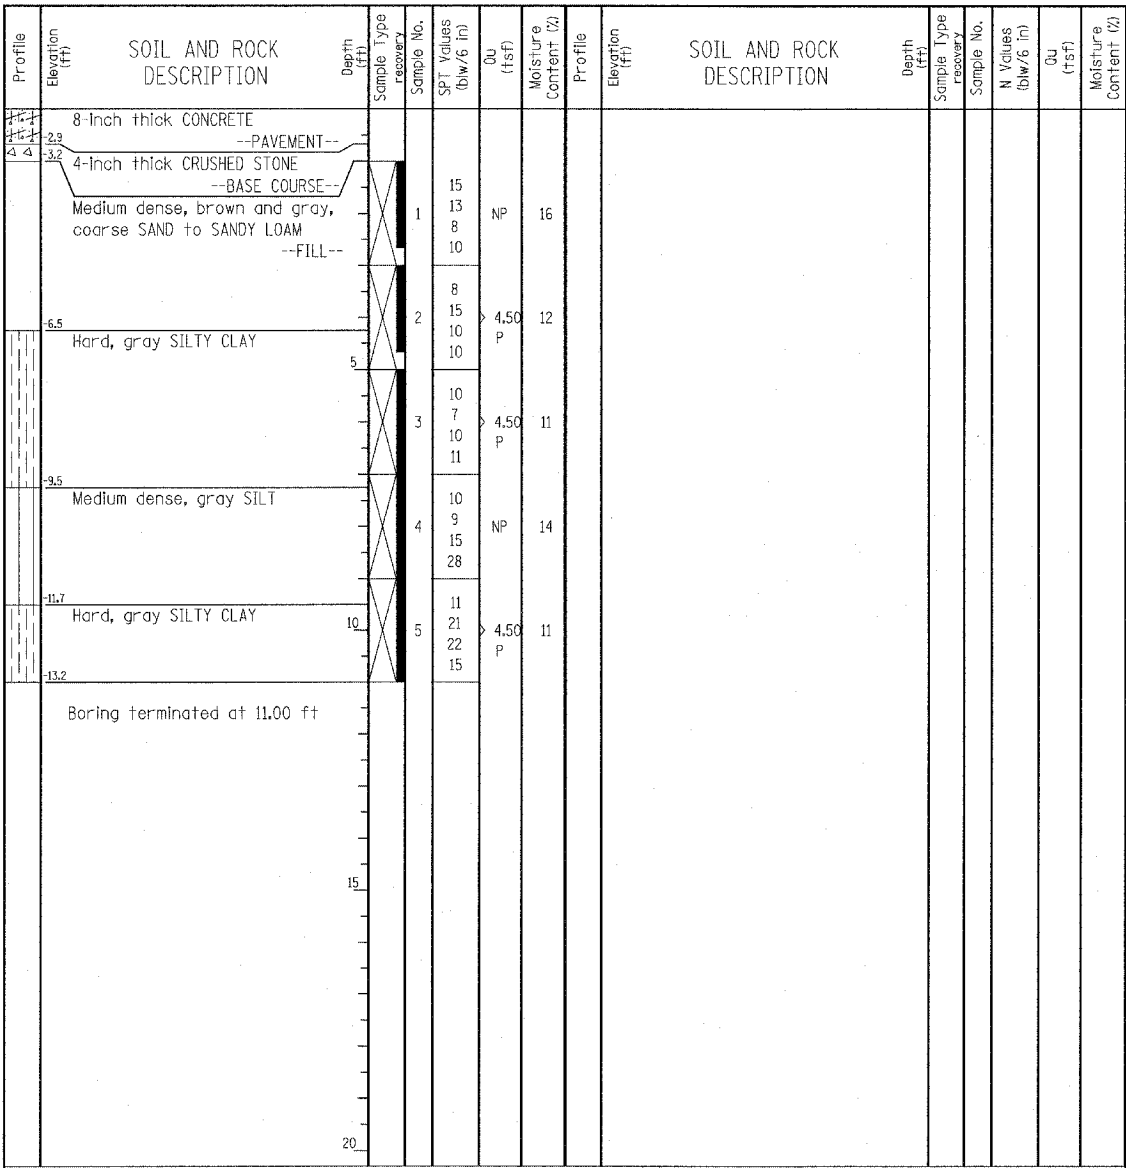 Profile
Elevation (ft)
SOIL AND ROCK
DESCRIPTION
Depth (ft)
Sample Type
recovery
Sample No.
SPT Values
(blw/6 in)
Qu
(tsf)
Moisture
Content (%)
Profile
Elevation (ft)
SOIL AND ROCK
DESCRIPTION
Depth (ft)
Sample Type
recovery
Sample No.
N Values
(blw/6 in)
Qu
(tsf)
Moisture
Content (%)
8-inch thick CONCRETE
-2.9
--PAVEMENT--
-3.2
4-inch thick CRUSHED STONE
--BASE COURSE--
Medium dense, brown and gray,
coarse SAND to SANDY LOAM
--FILL--
1
15
13
8
10
NP
16
2
8
15
10
10
> 4.50
P
12
-6.5
Hard, gray SILTY CLAY
5
3
10
7
10
11
> 4.50
P
11
-9.5
Medium dense, gray SILT
4
10
9
15
28
NP
14
-11.7
Hard, gray SILTY CLAY
10
5
11
21
22
15
> 4.50
P
11
-13.2
Boring terminated at 11.00 ft
15
20